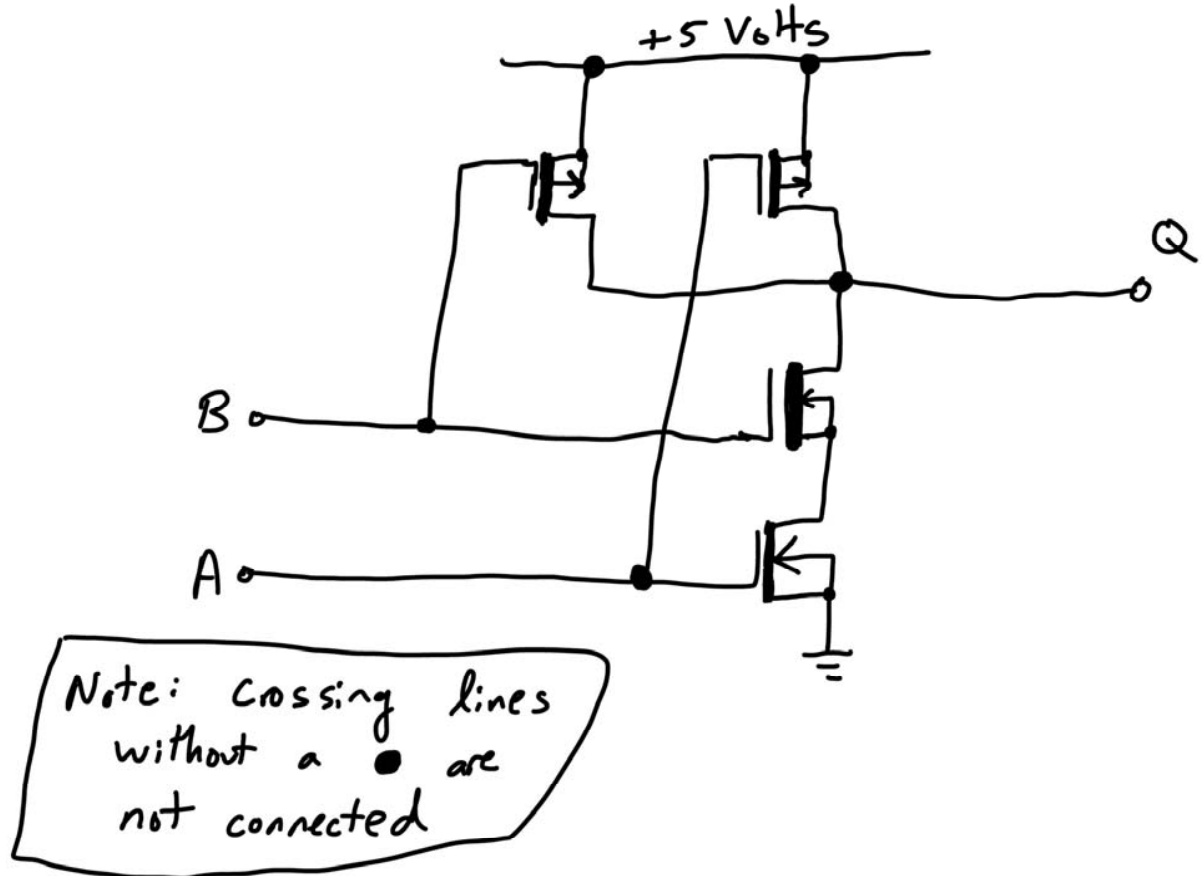 +5 Volts
Q
B
A
Note: Crossing lines
without a ● are
not connected